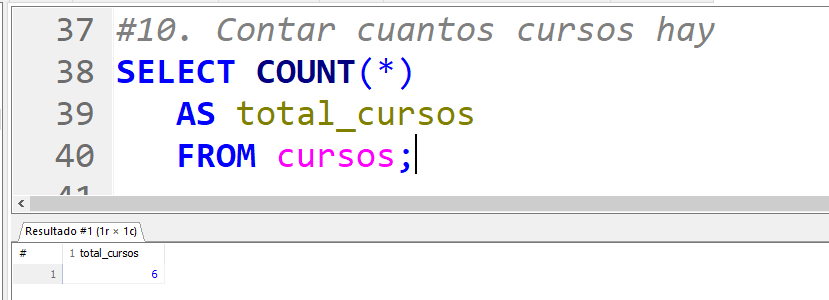 37 #10. Contar cuantos cursos hay
38 SELECT COUNT(*)
39 AS total_cursos
40 FROM cursos;
41
Resultado #1 (1r × 1c)
# 1 total_cursos
1 6